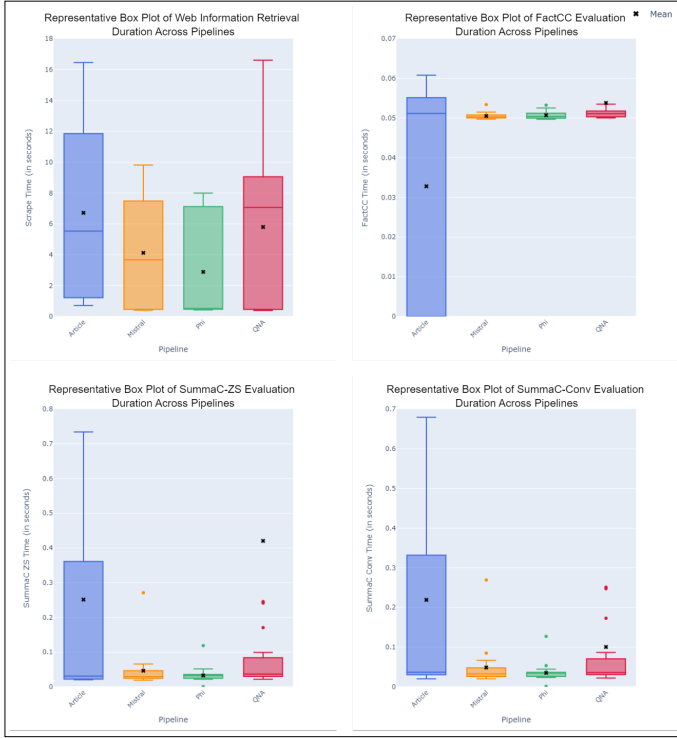 Representative Box Plot of Web Information Retrieval
Duration Across Pipelines
18
16
14
12
10
8
6
4
2
0
Scrape Time (in seconds)
Article
Mistral
Phi
QNA
Pipeline
Representative Box Plot of FactCC Evaluation
Duration Across Pipelines
Mean
0.07
0.06
0.05
0.04
0.03
0.02
0.01
0
FactCC Time (in seconds)
Article
Mistral
Phi
QNA
Pipeline
Representative Box Plot of SummaC-ZS Evaluation
Duration Across Pipelines
0.8
0.7
0.6
0.5
0.4
0.3
0.2
0.1
0
SummaC ZS Time (in seconds)
Article
Mistral
Phi
QNA
Pipeline
Representative Box Plot of SummaC-Conv Evaluation
Duration Across Pipelines
0.7
0.6
0.5
0.4
0.3
0.2
0.1
0
SummaC Conv Time (in seconds)
Article
Mistral
Phi
QNA
Pipeline